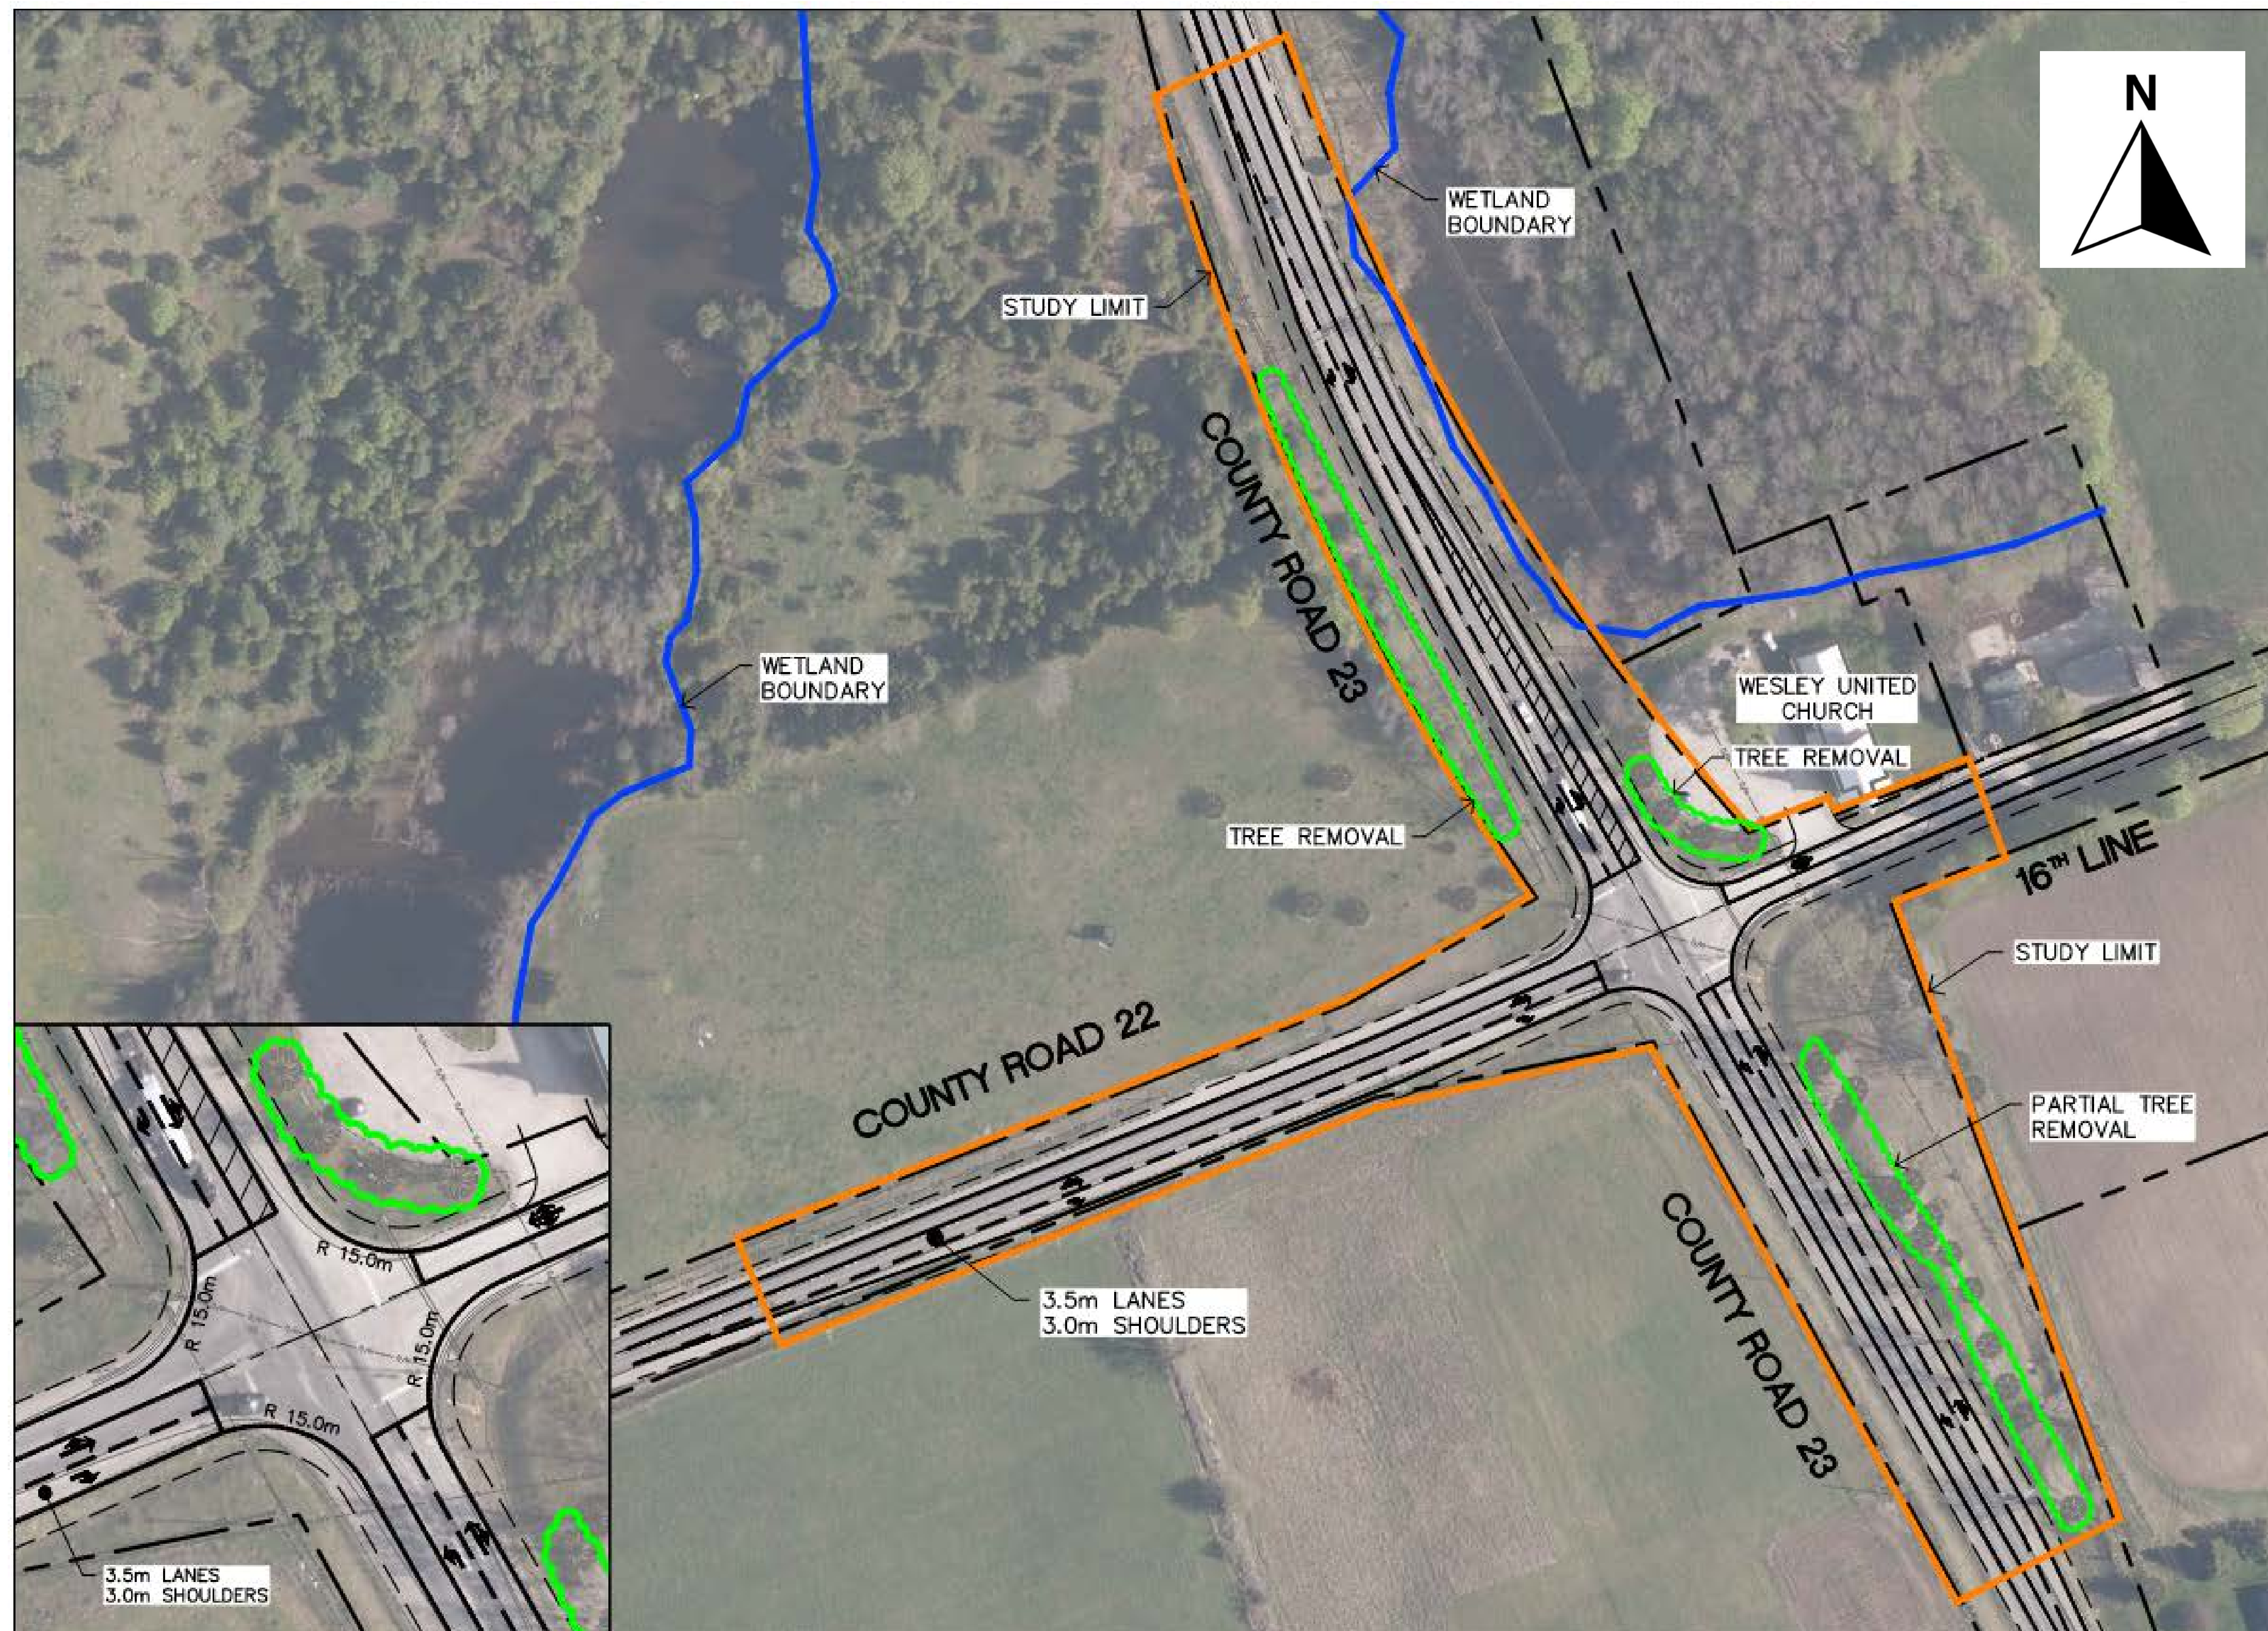 N
WETLAND
BOUNDARY
STUDY LIMIT
COUNTY ROAD 23
WETLAND
BOUNDARY
WESLEY UNITED
CHURCH
TREE REMOVAL
TREE REMOVAL
16TH LINE
STUDY LIMIT
COUNTY ROAD 22
PARTIAL TREE
REMOVAL
3.5m LANES
3.0m SHOULDERS
COUNTY ROAD 23
R 15.0m
R 15.0m
R 15.0m
R 15.0m
3.5m LANES
3.0m SHOULDERS